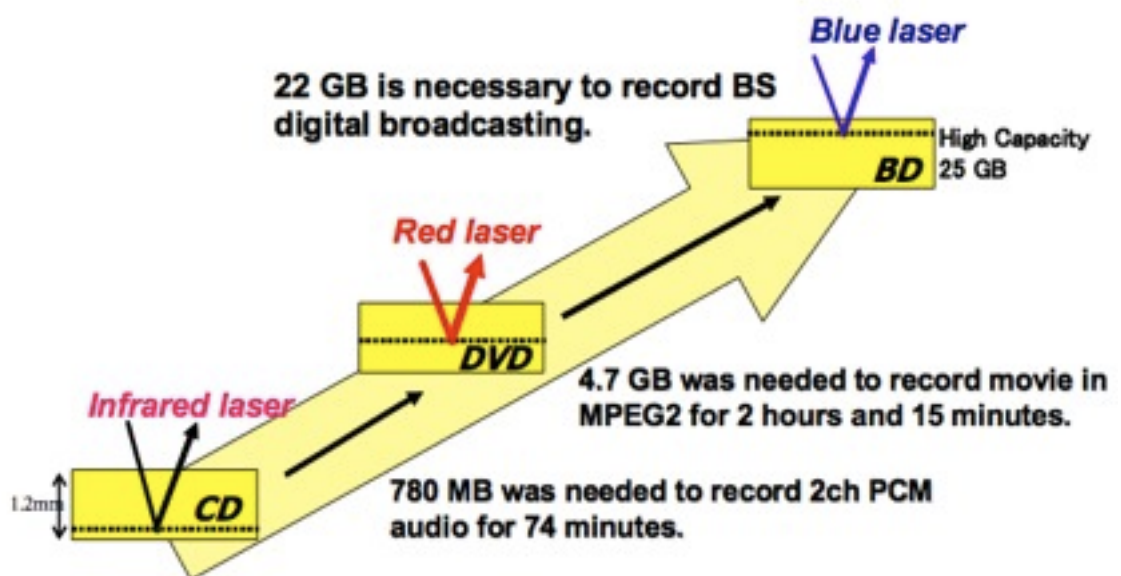 Blue laser
22 GB is necessary to record BS
digital broadcasting.
High Capacity
BD
25 GB
Red laser
DVD
4.7 GB was needed to record movie in
MPEG2 for 2 hours and 15 minutes.
Infrared laser
1.2mm
CD
780 MB was needed to record 2ch PCM
audio for 74 minutes.